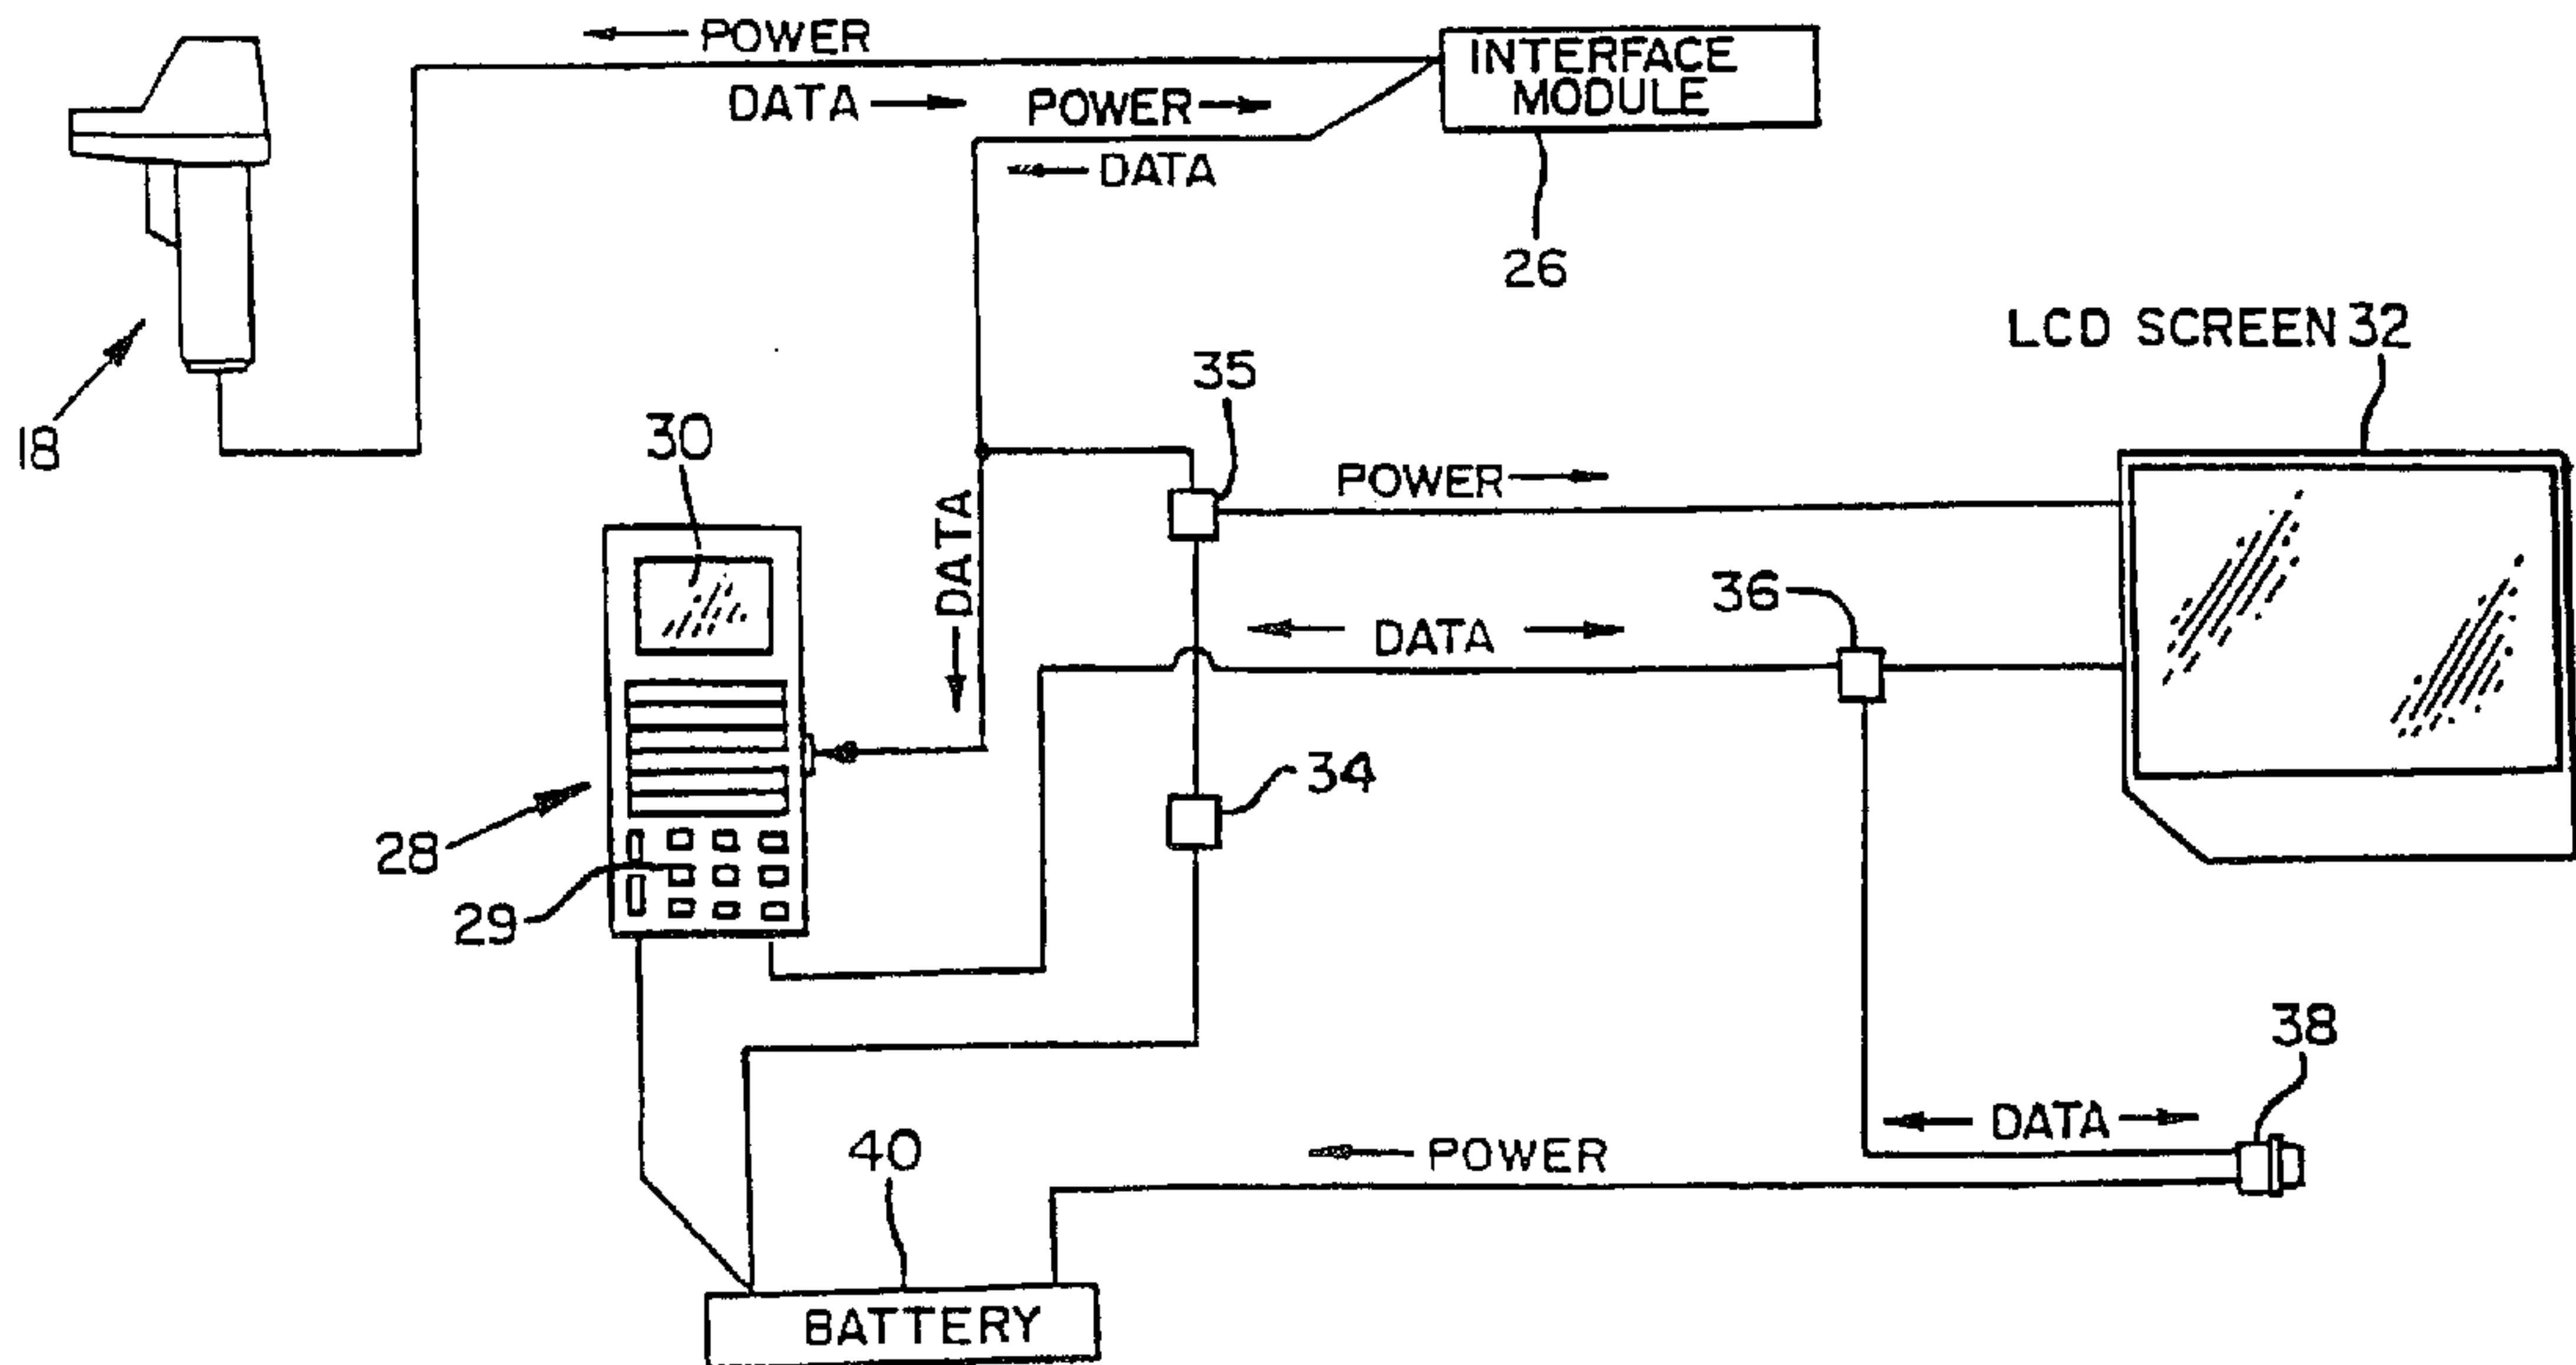 POWER
INTERFACE
MODULE
DATA
POWER
DATA
26
LCD SCREEN 32
18
35
30
POWER
DATA
36
DATA
34
28
29
38
DATA
40
POWER
BATTERY